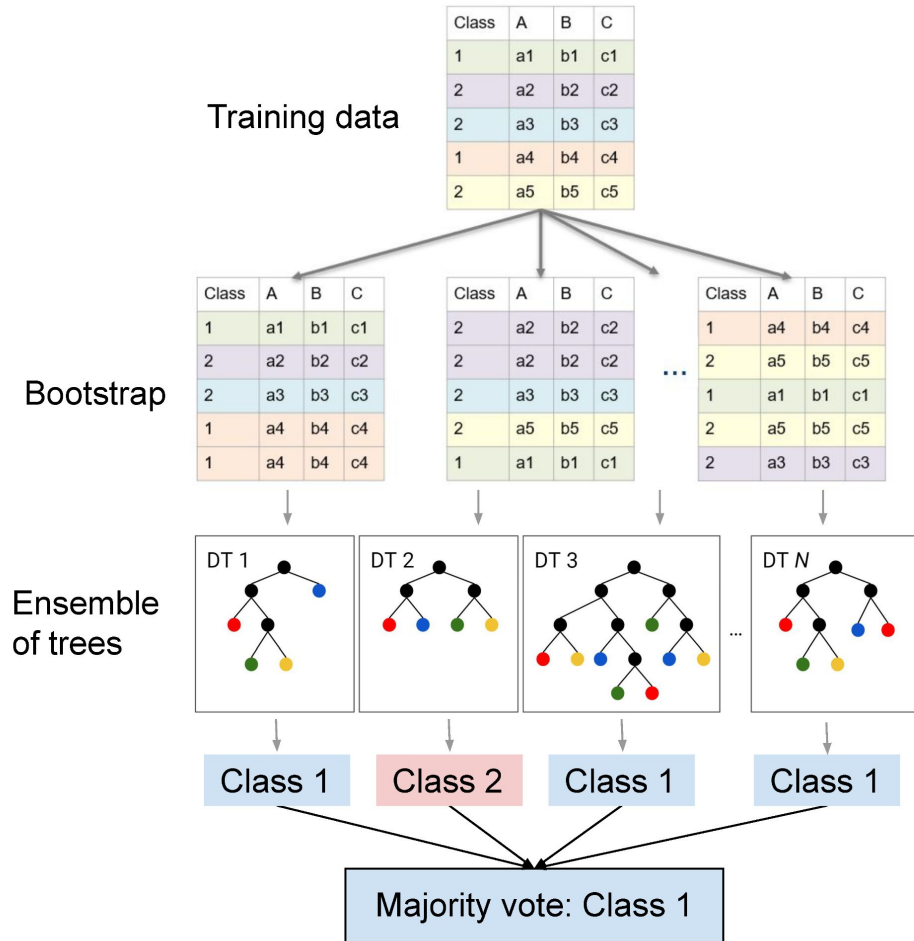 Class A B C
1 a1 b1 c1
2 a2 b2 c2
Training data
2 a3 b3 c3
1 a4 b4 c4
2 a5 b5 c5
Class A B C
1 a1 b1 c1
2 a2 b2 c2
2 a3 b3 c3
1 a4 b4 c4
1 a4 b4 c4
Class A B C
2 a2 b2 c2
2 a2 b2 c2
2 a3 b3 c3
2 a5 b5 c5
1 a1 b1 c1
...
Class A B C
1 a4 b4 c4
2 a5 b5 c5
1 a1 b1 c1
2 a5 b5 c5
2 a3 b3 c3
Bootstrap
DT 1 DT 2 DT 3 ... DT N
Ensemble
of trees
Class 1 Class 2 Class 1 Class 1
Majority vote: Class 1